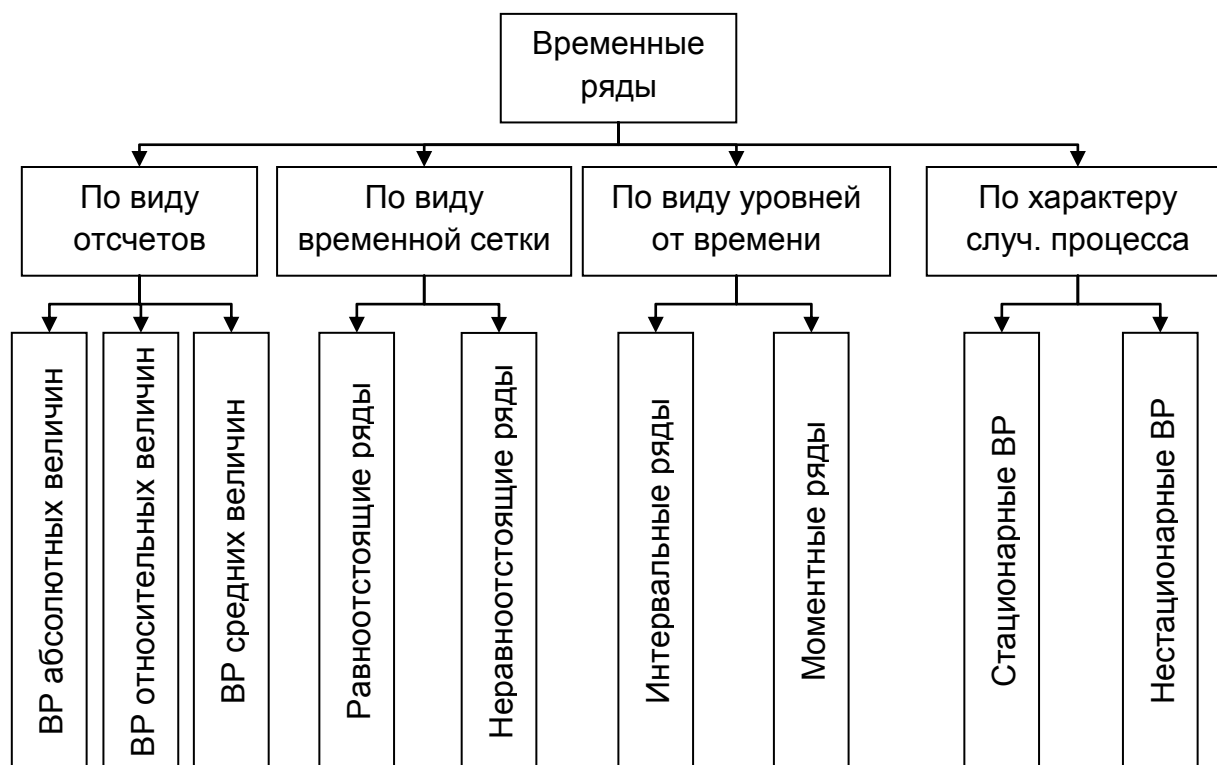 Временные
ряды
По виду
отсчетов
По виду
временной сетки
По виду уровней
от времени
По характеру
случ. процесса
ВР абсолютных величин
ВР относительных величин
ВР средних величин
Равноотстоящие ряды
Неравноотстоящие ряды
Интервальные ряды
Моментные ряды
Стационарные ВР
Нестационарные ВР